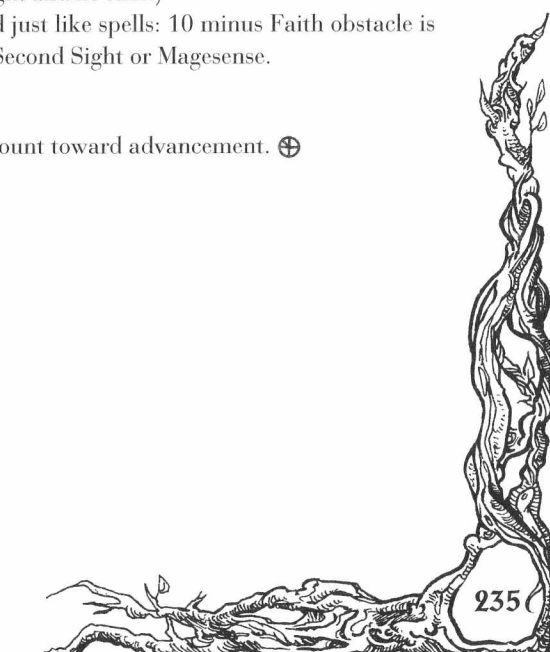 d just like spells: 10 minus Faith obstacle is
Second Sight or Magesense.
ount toward advancement.
235